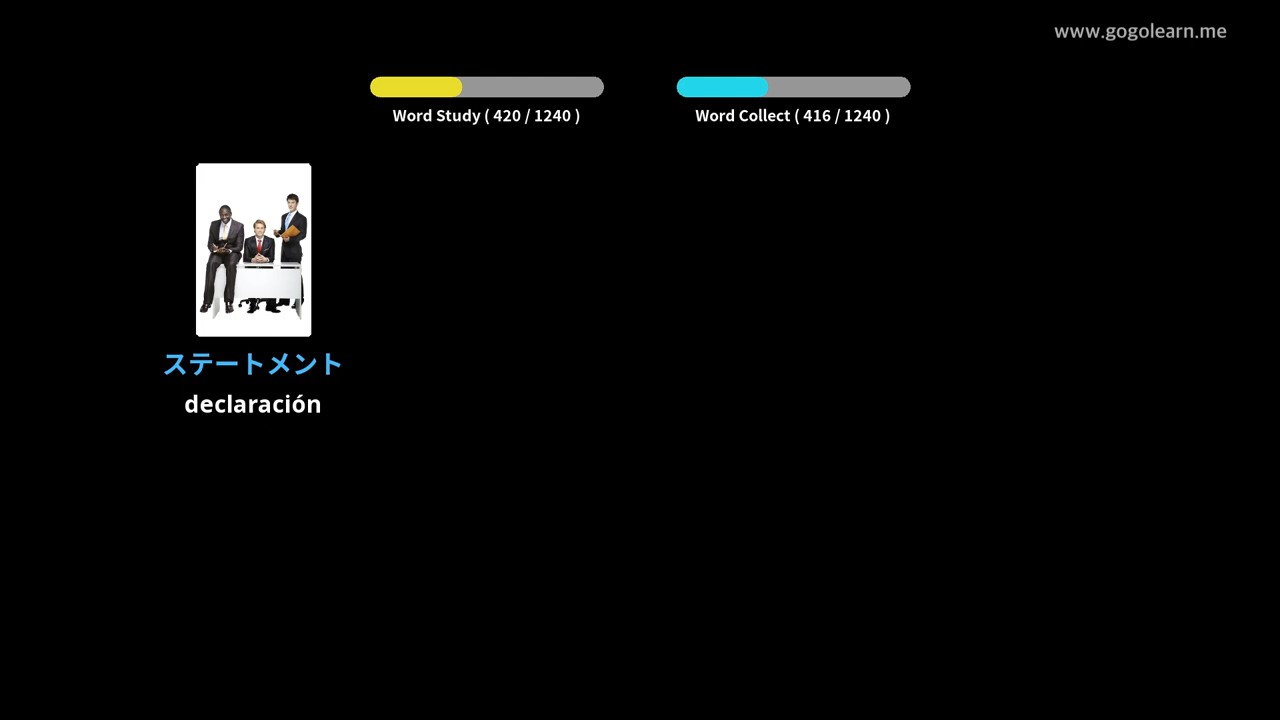 www.gogolearn.me
Word Study ( 420 / 1240 )
Word Collect ( 416 / 1240 )
ステートメント
declaración